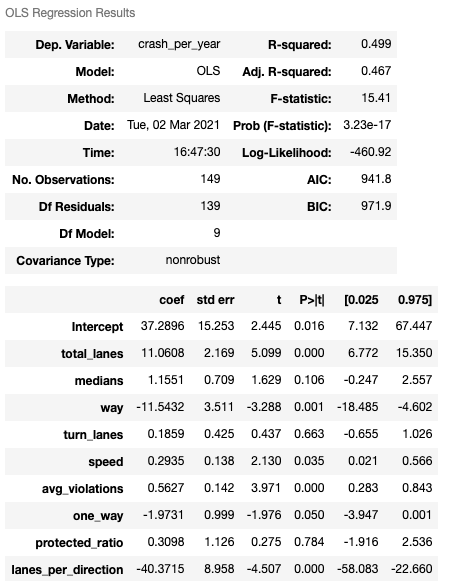 OLS Regression Results
Dep. Variable: crash_per_year R-squared: 0.499
Model: OLS Adj. R-squared: 0.467
Method: Least Squares F-statistic: 15.41
Date: Tue, 02 Mar 2021 Prob (F-statistic): 3.23e-17
Time: 16:47:30 Log-Likelihood: -460.92
No. Observations: 149 AIC: 941.8
Df Residuals: 139 BIC: 971.9
Df Model: 9
Covariance Type: nonrobust
coef std err t P>|t| [0.025 0.975]
Intercept 37.2896 15.253 2.445 0.016 7.132 67.447
total_lanes 11.0608 2.169 5.099 0.000 6.772 15.350
medians 1.1551 0.709 1.629 0.106 -0.247 2.557
way -11.5432 3.511 -3.288 0.001 -18.485 -4.602
turn_lanes 0.1859 0.425 0.437 0.663 -0.655 1.026
speed 0.2935 0.138 2.130 0.035 0.021 0.566
avg_violations 0.5627 0.142 3.971 0.000 0.283 0.843
one_way -1.9731 0.999 -1.976 0.050 -3.947 0.001
protected_ratio 0.3098 1.126 0.275 0.784 -1.916 2.536
lanes_per_direction -40.3715 8.958 -4.507 0.000 -58.083 -22.660